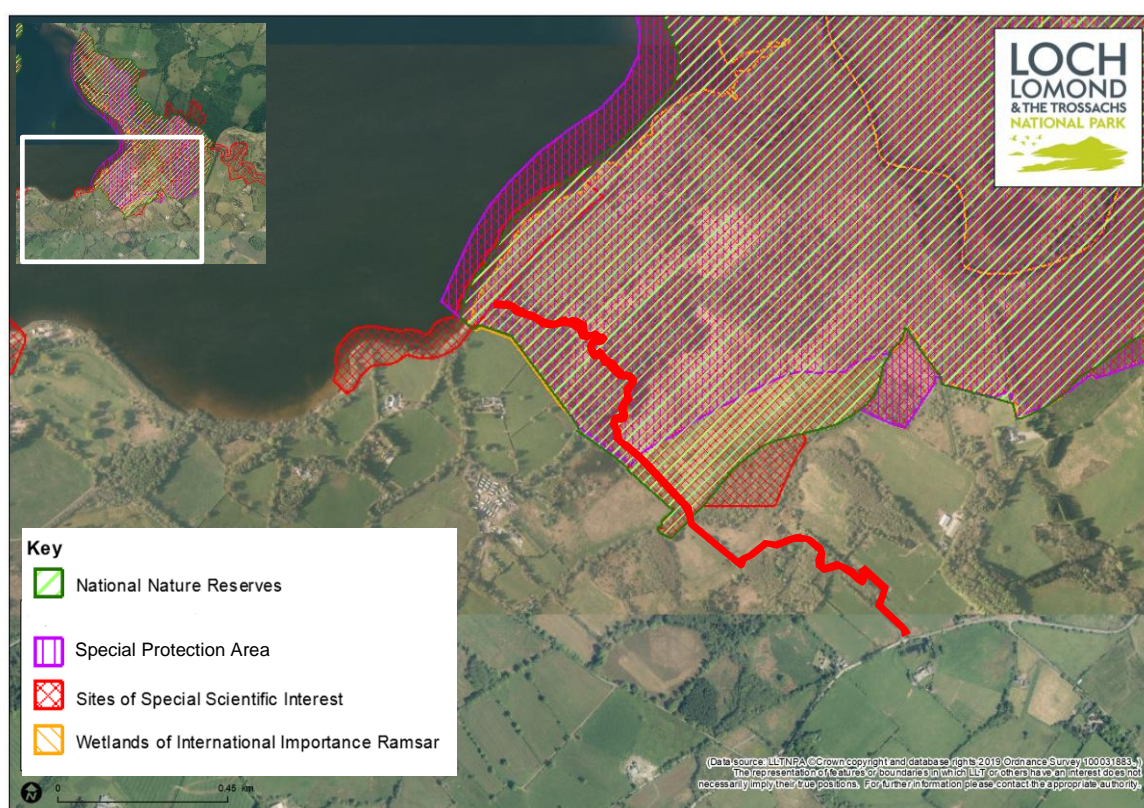 LOCH
LOMOND
& THE TROSSACHS
NATIONAL PARK
Key
National Nature Reserves
Special Protection Area
Sites of Special Scientific Interest
Wetlands of International Importance Ramsar
(Data source: LLTNPA ©Crown copyright and database rights 2019 Ordnance Survey 100031883. )
The representation of features or boundaries in which LLT or others have an interest does not
necessarily imply their true positions. For further information please contact the appropriate authority.
N
0 0.45 km